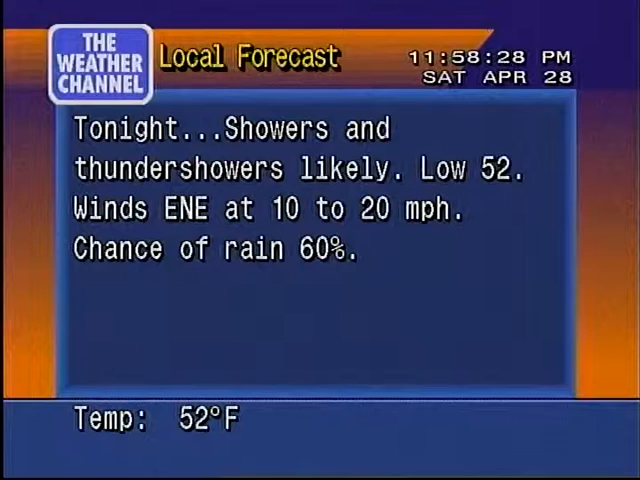 THE
WEATHER
CHANNEL
Local Forecast
11:58:28 PM
SAT APR 28
Tonight...Showers and
thundershowers likely. Low 52.
Winds ENE at 10 to 20 mph.
Chance of rain 60%.
Temp: 52°F